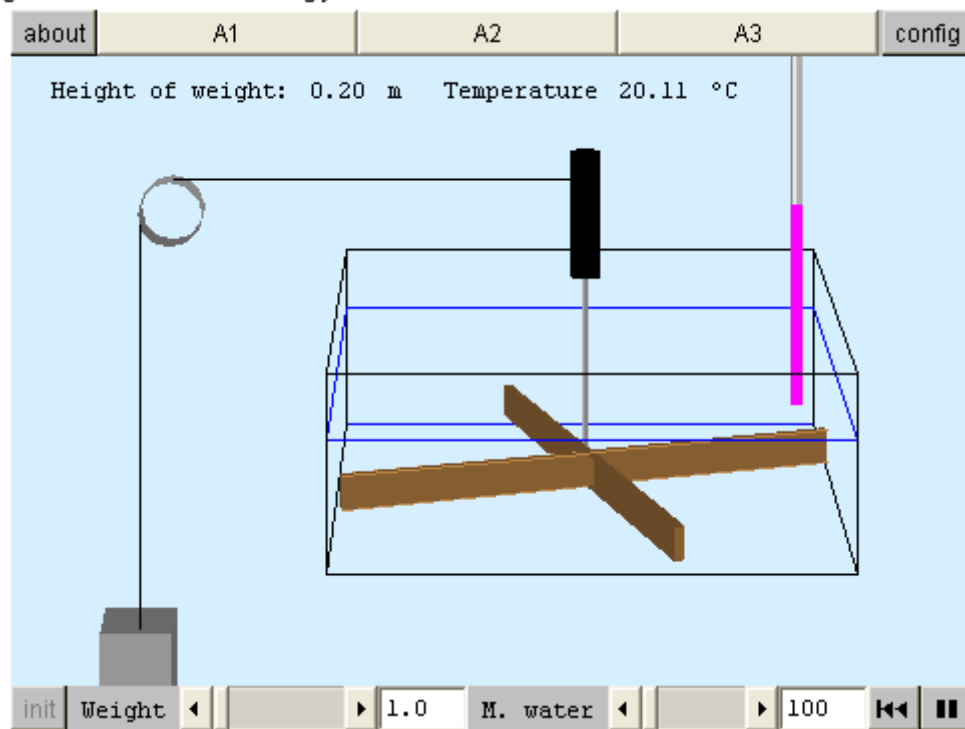 about A1 A2 A3 config
Height of weight: 0.20 m Temperature 20.11 °C
init Weight 1.0 M. water 100